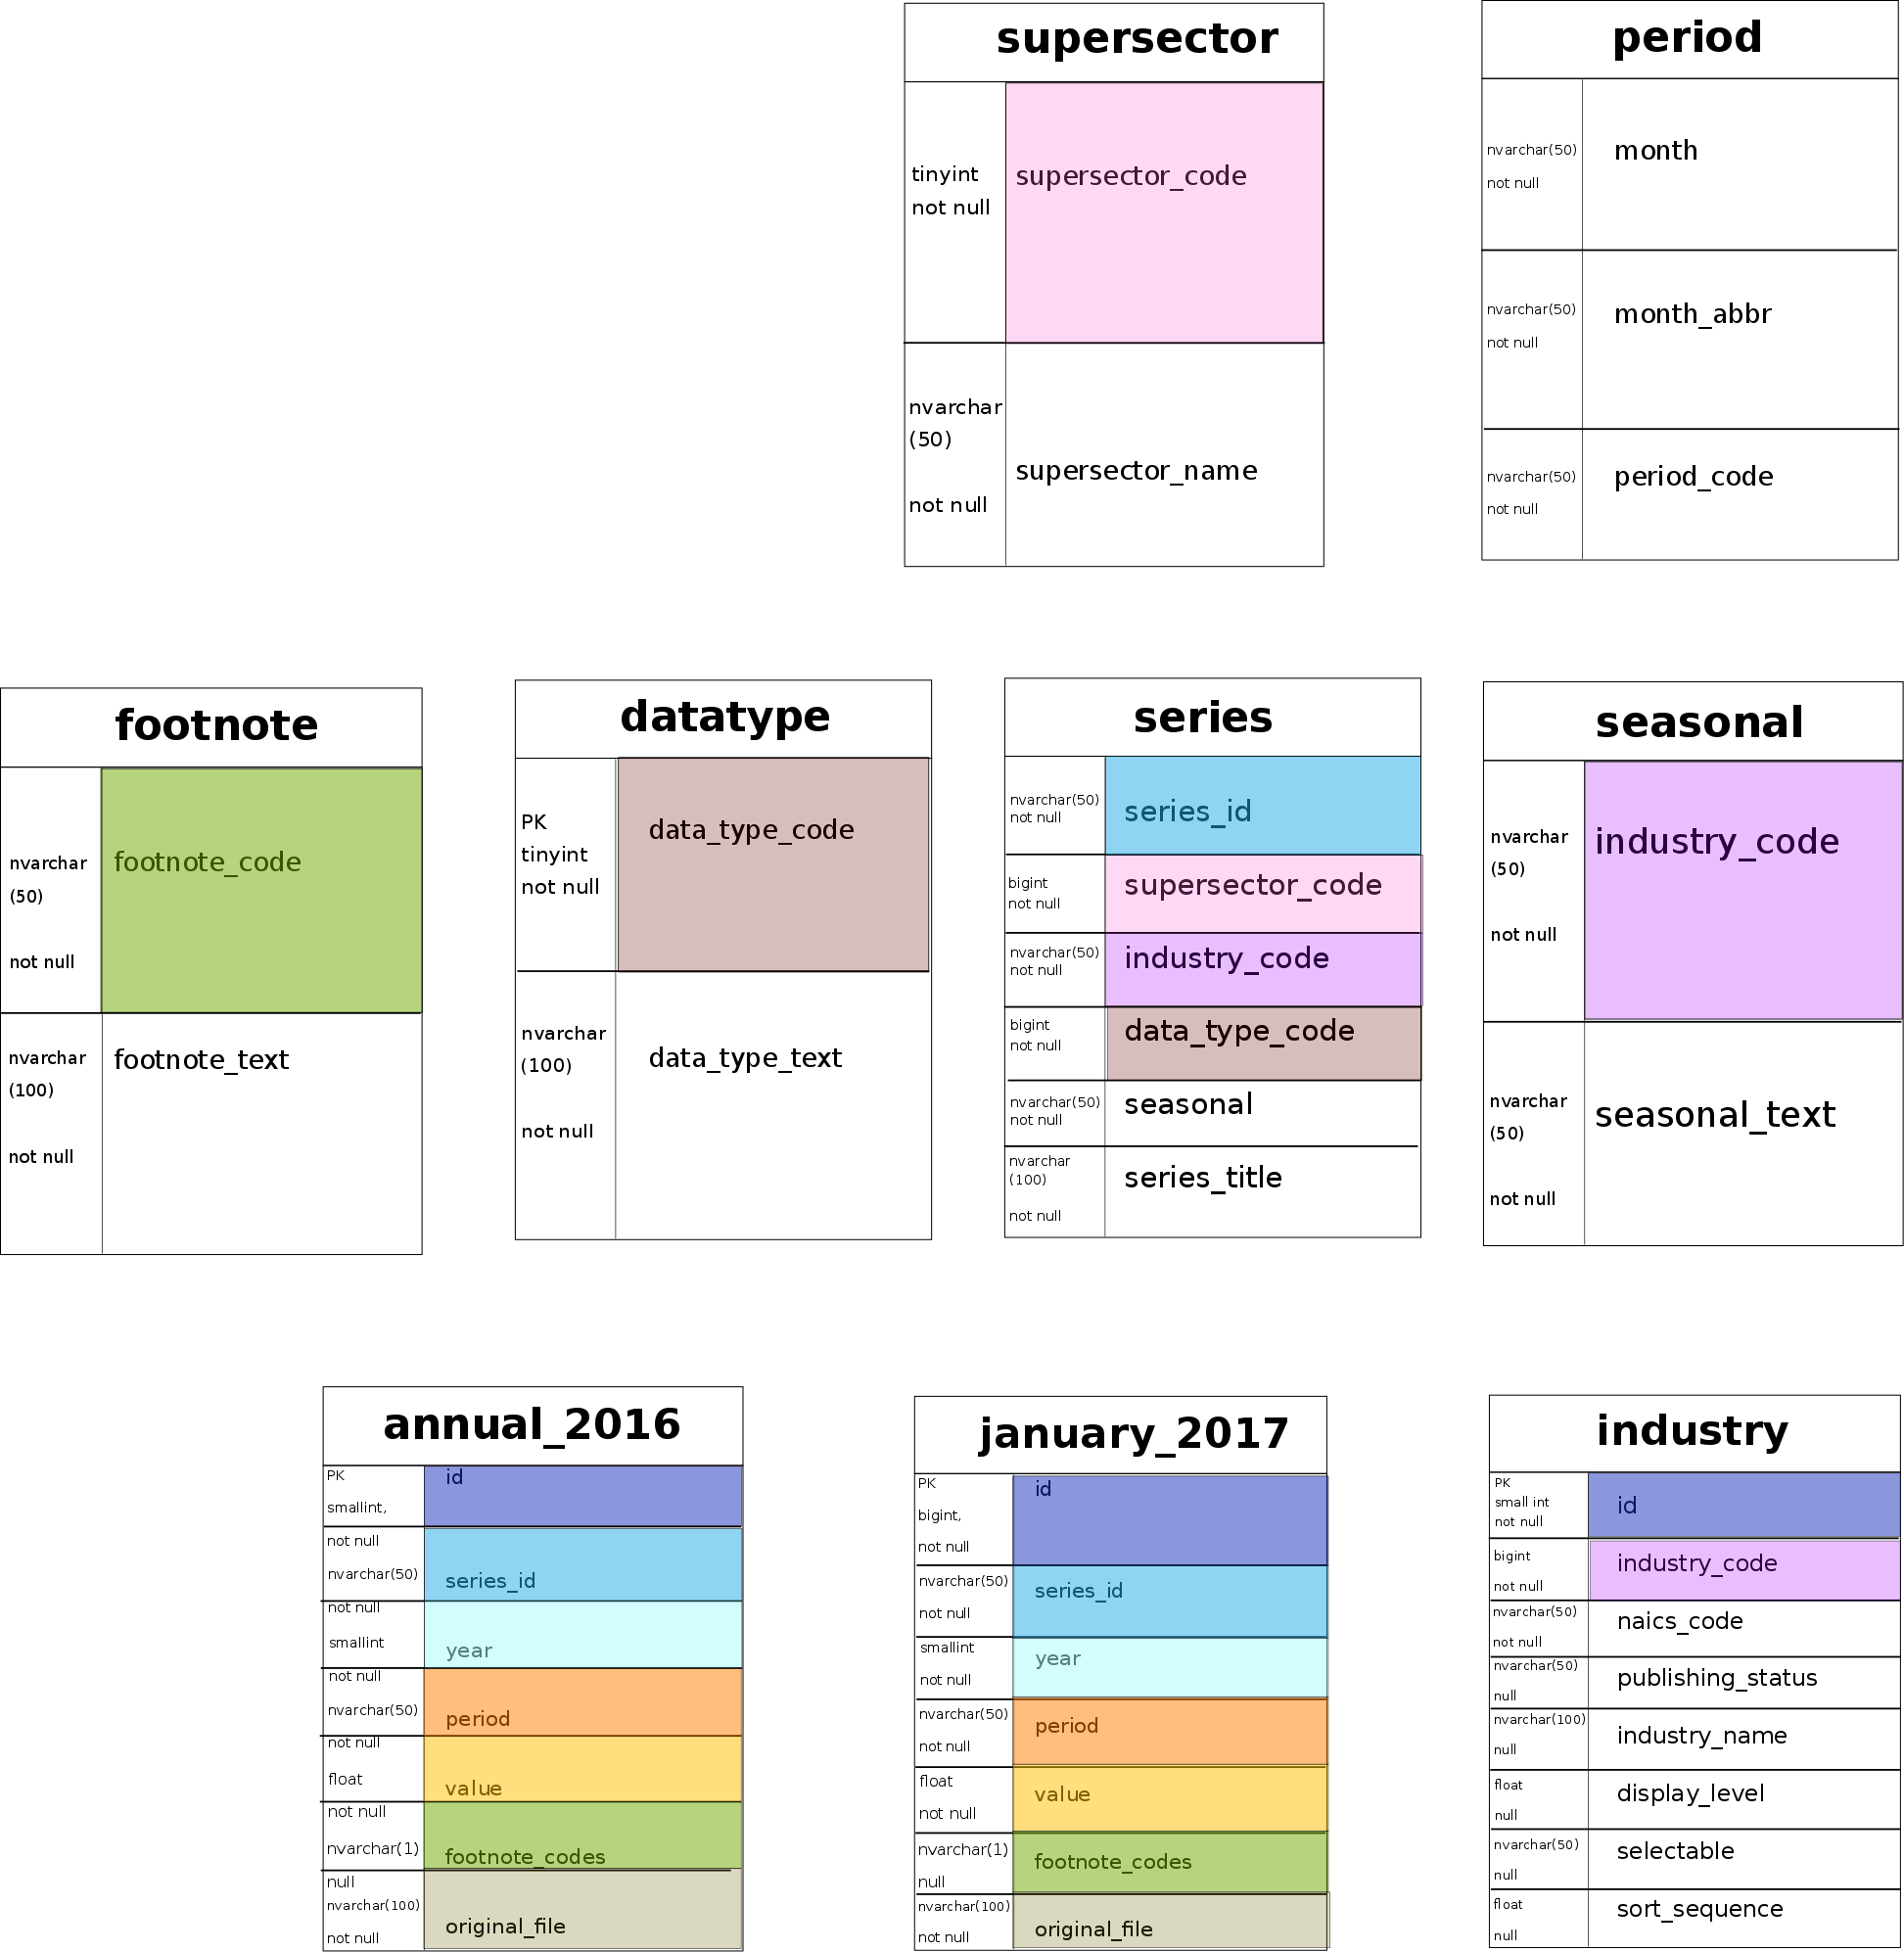 supersector
tinyint
not null
supersector_code
nvarchar
(50)
not null
supersector_name
period
nvarchar(50)
not null
month
nvarchar(50)
not null
month_abbr
nvarchar(50)
not null
period_code
footnote
nvarchar
(50)
not null
footnote_code
nvarchar
(100)
not null
footnote_text
datatype
PK
tinyint
not null
data_type_code
nvarchar
(100)
not null
data_type_text
series
nvarchar(50)
not null
series_id
bigint
not null
supersector_code
nvarchar(50)
not null
industry_code
bigint
not null
data_type_code
nvarchar(50)
not null
seasonal
nvarchar
(100)
not null
series_title
seasonal
nvarchar
(50)
not null
industry_code
nvarchar
(50)
not null
seasonal_text
annual_2016
PK
id
smallint,
not null
nvarchar(50)
series_id
not null
smallint
year
not null
nvarchar(50)
period
not null
float
value
not null
nvarchar(1)
footnote_codes
null
nvarchar(100)
original_file
not null
january_2017
PK
id
bigint,
not null
nvarchar(50)
series_id
not null
smallint
year
not null
nvarchar(50)
period
not null
float
value
not null
nvarchar(1)
footnote_codes
null
nvarchar(100)
original_file
not null
industry
PK
small int
id
not null
bigint
industry_code
not null
nvarchar(50)
naics_code
not null
nvarchar(50)
publishing_status
null
nvarchar(100)
industry_name
null
float
display_level
null
nvarchar(50)
selectable
null
float
sort_sequence
null